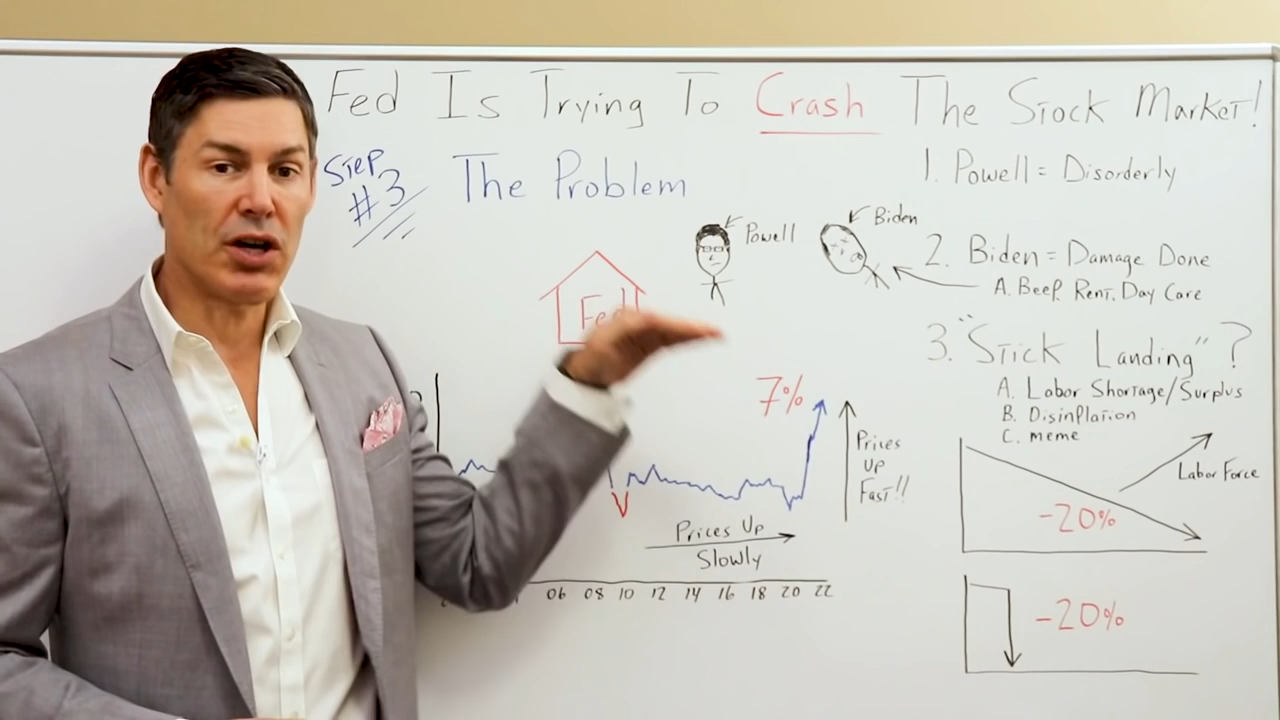 Fed Is Trying To Crash The Stock Market!
Step
#3
The Problem
Powell
Biden
Fed
7%
Prices
Up
Fast!!
Prices Up
Slowly
06 08 10 12 14 16 18 20 22
1. Powell = Disorderly
2. Biden = Damage Done
A. Beef, Rent, Day Care
3. "Stick Landing" ?
A. Labor Shortage/Surplus
B. Disinflation
C. meme
Labor Force
-20%
-20%